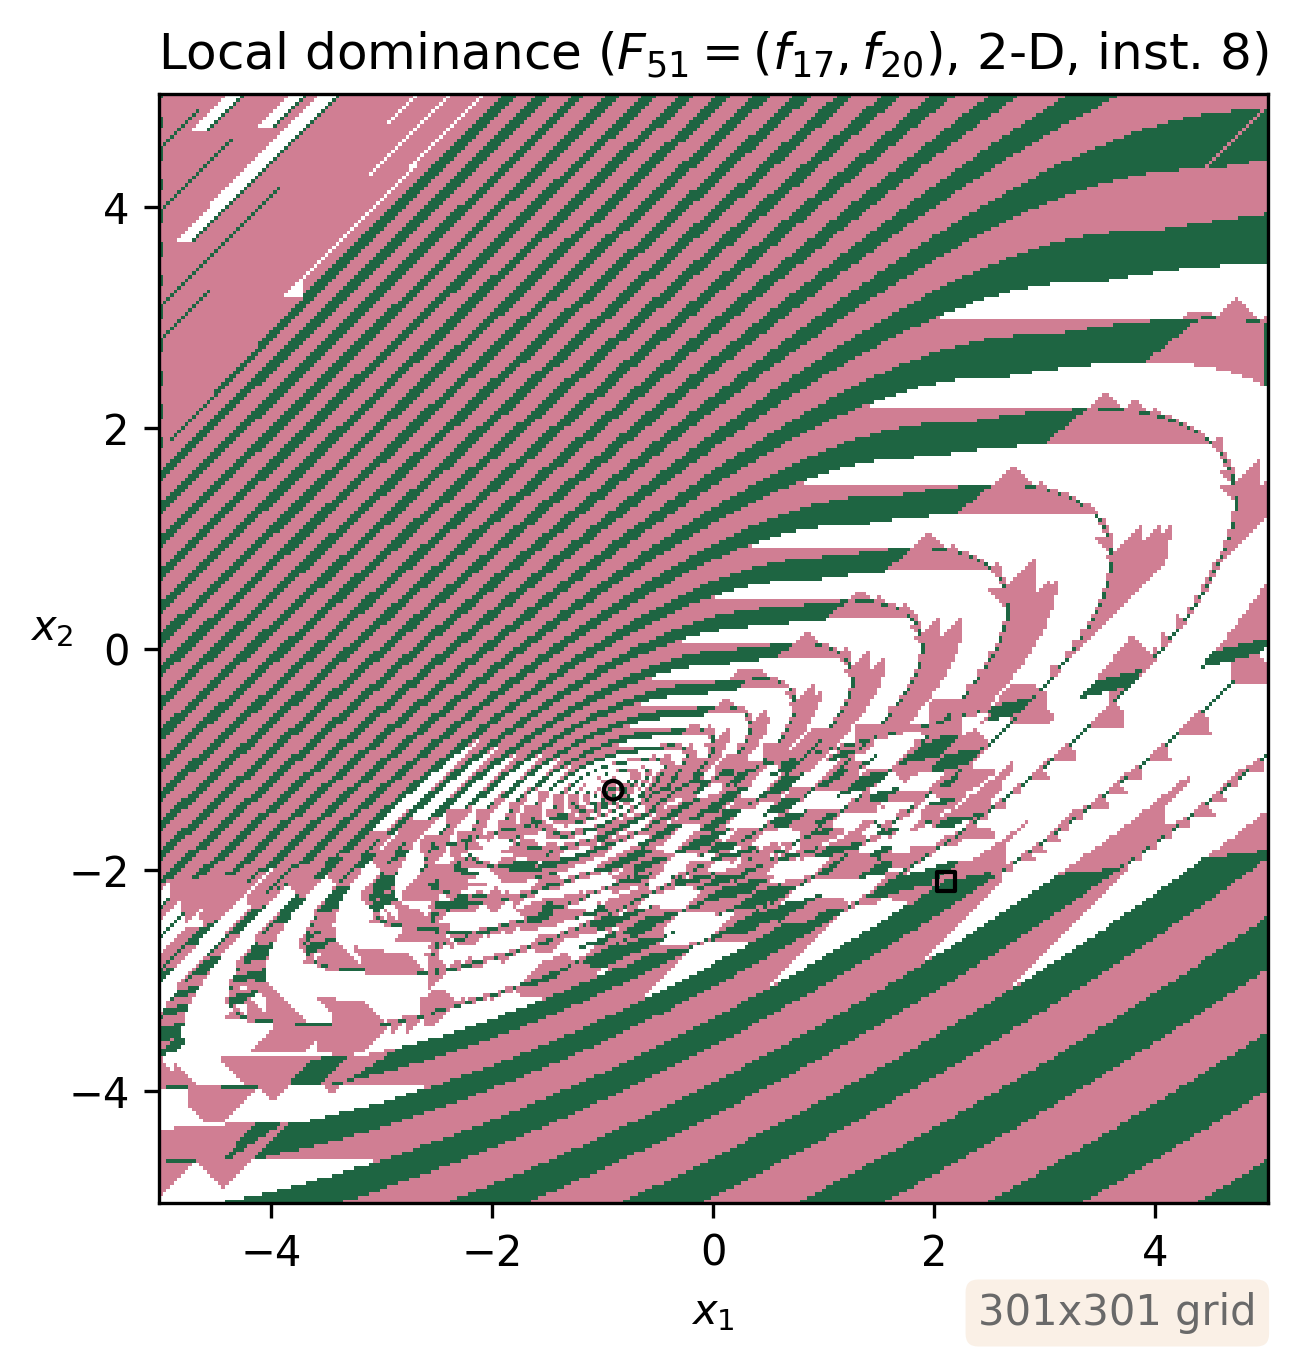 Local dominance (F₅₁ = (f₁₇, f₂₀), 2-D, inst. 8)
4
2
x₂
0
−2
−4
−4 −2 0 2 4
x₁
301x301 grid